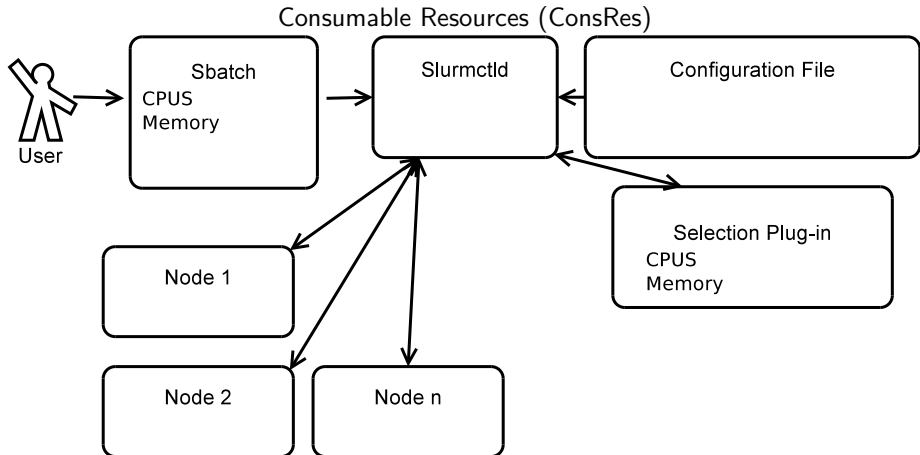 Consumable Resources (ConsRes)
Sbatch
CPUS
Memory
Slurmctld
Configuration File
User
Selection Plug-in
CPUS
Memory
Node 1
Node 2
Node n